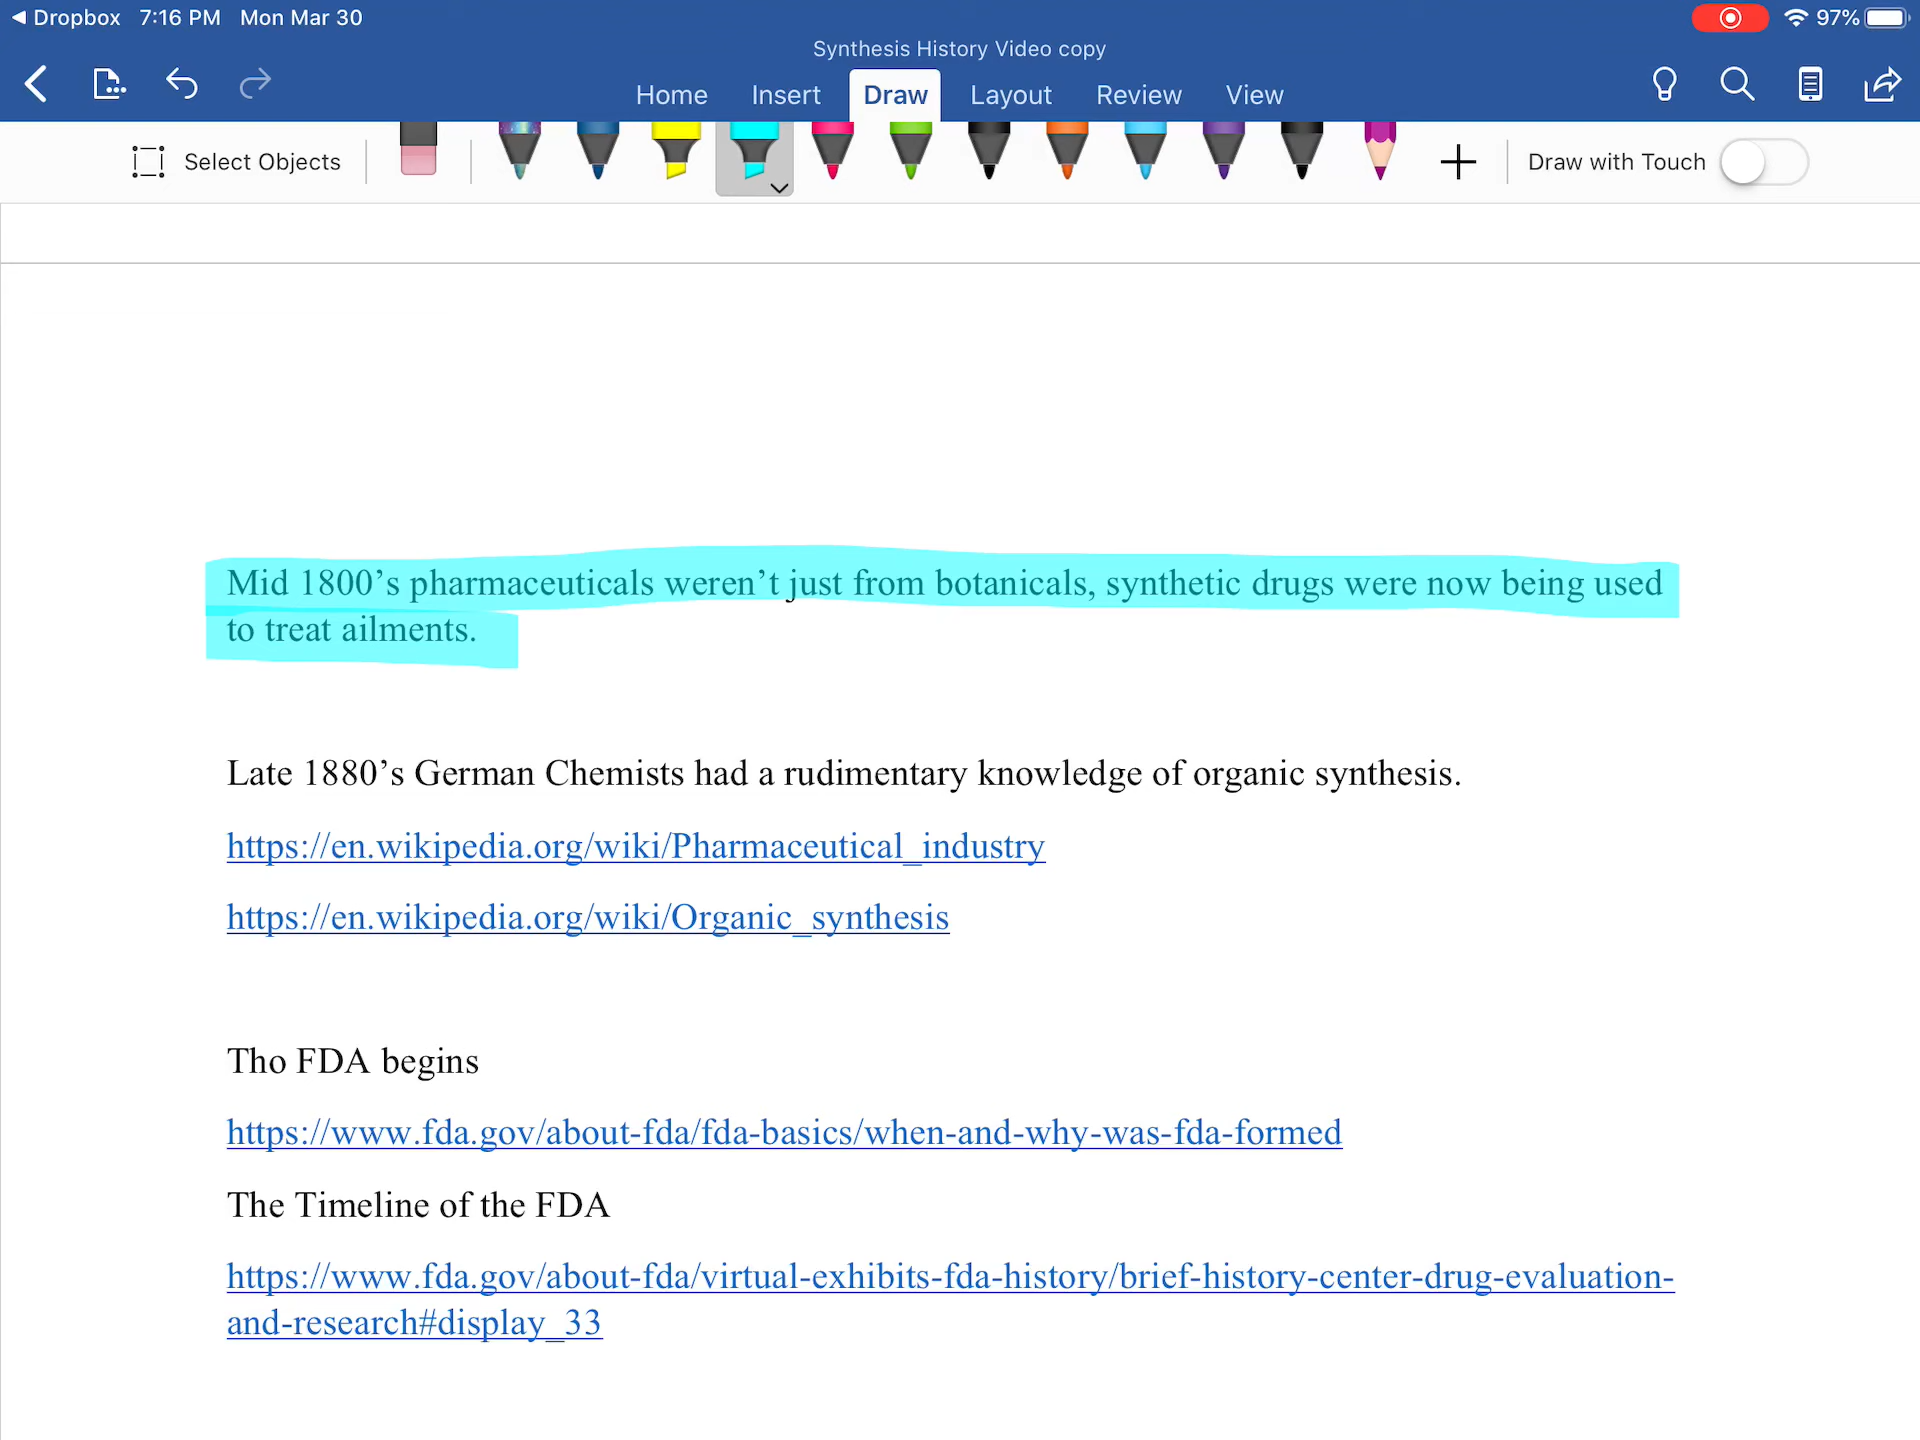 Dropbox 7:16 PM Mon Mar 30 97%
Synthesis History Video copy
Home Insert Draw Layout Review View
Select Objects Draw with Touch
Mid 1800’s pharmaceuticals weren’t just from botanicals, synthetic drugs were now being used
to treat ailments.
Late 1880’s German Chemists had a rudimentary knowledge of organic synthesis.
https://en.wikipedia.org/wiki/Pharmaceutical_industry
https://en.wikipedia.org/wiki/Organic_synthesis
Tho FDA begins
https://www.fda.gov/about-fda/fda-basics/when-and-why-was-fda-formed
The Timeline of the FDA
https://www.fda.gov/about-fda/virtual-exhibits-fda-history/brief-history-center-drug-evaluation-
and-research#display_33